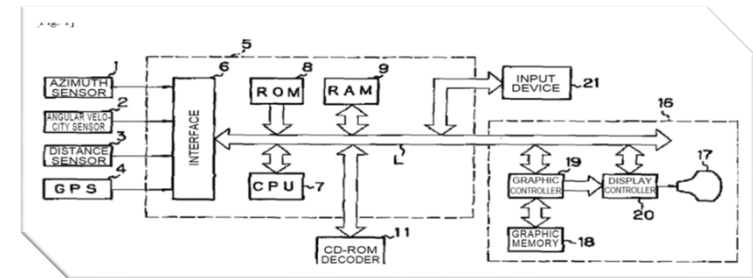 5
16
1
AZIMUTH
SENSOR
2
ANGULAR VELO-
CITY SENSOR
3
DISTANCE
SENSOR
4
GPS
6
INTERFACE
8
ROM
9
RAM
7
CPU
L
11
CD-ROM
DECODER
INPUT
DEVICE
21
19
GRAPHIC
CONTROLLER
18
GRAPHIC
MEMORY
20
DISPLAY
CONTROLLER
17